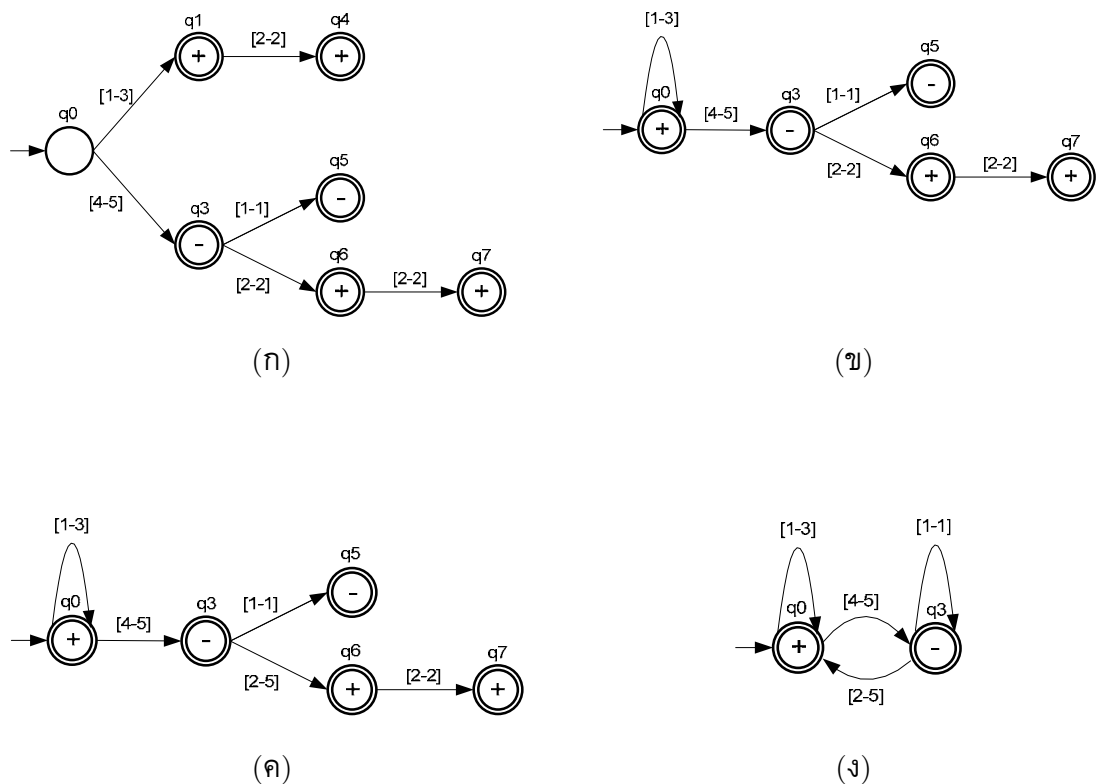 q1 q4
+ [2-2] +
[1-3]
q0
q5
[4-5] q3 [1-1] -
- q6 q7
[2-2] + [2-2] +
(ก)
[1-3]
q5
q0 q3 [1-1] -
+ [4-5] - q6 q7
[2-2] + [2-2] +
(ข)
[1-3]
q5
q0 q3 [1-1] -
+ [4-5] - q6 q7
[2-5] + [2-2] +
(ค)
[1-3] [1-1]
q0 [4-5] q3
+ -
[2-5]
(ง)